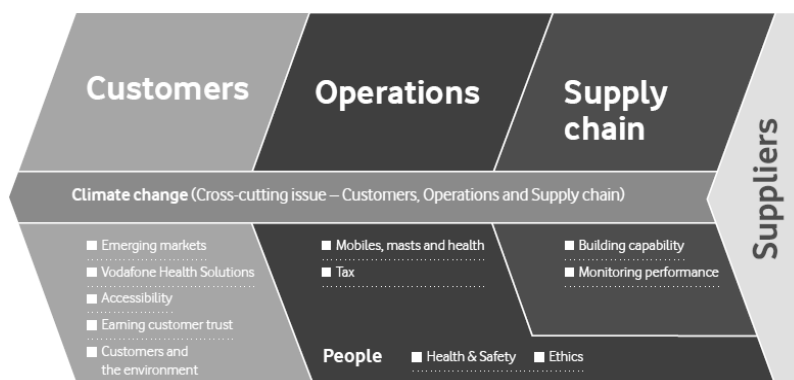 Customers
Operations
Supply
chain
Suppliers
Climate change (Cross-cutting issue – Customers, Operations and Supply chain)
Emerging markets
Vodafone Health Solutions
Accessibility
Earning customer trust
Customers and
the environment
Mobiles, masts and health
Tax
Building capability
Monitoring performance
People
Health & Safety
Ethics